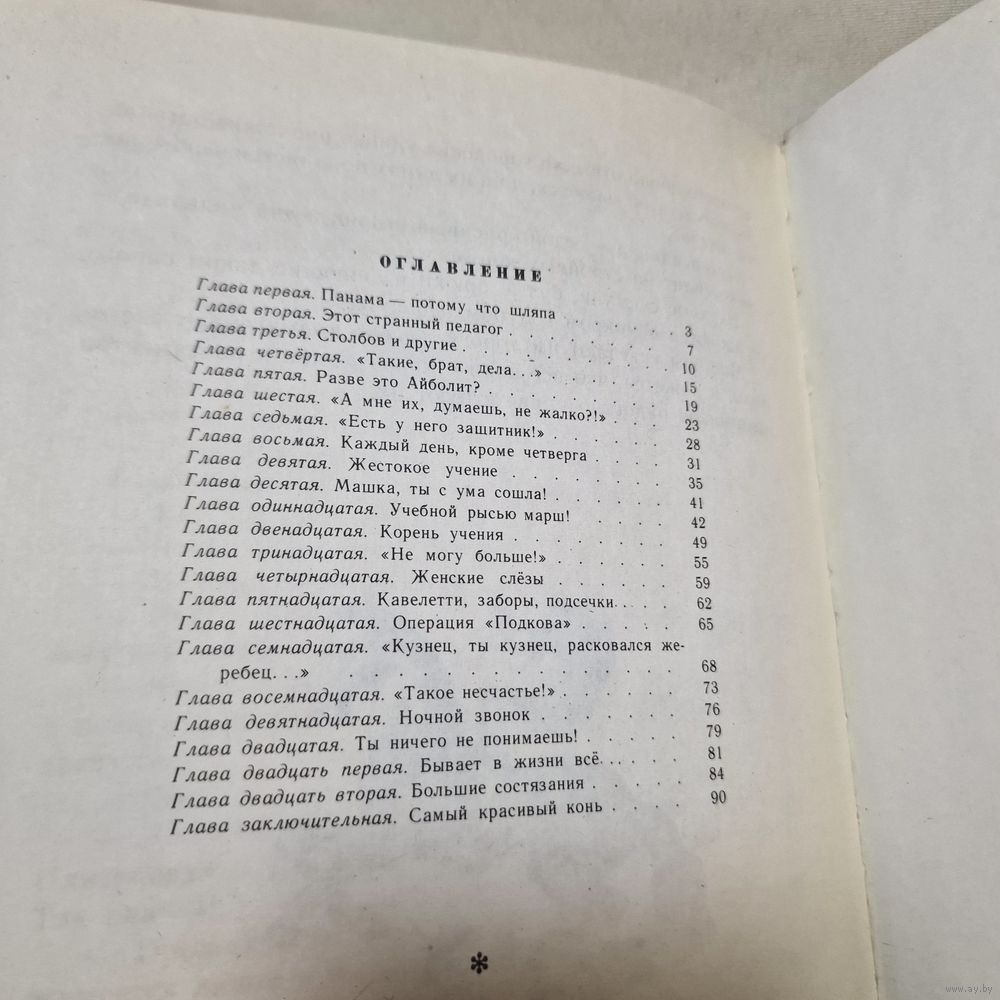 ОГЛАВЛЕНИЕ
Глава первая. Панама — потому что шляпа . . . . . . . 3
Глава вторая. Этот странный педагог . . . . . . . . 7
Глава третья. Столбов и другие . . . . . . . . . 10
Глава четвёртая. «Такие, брат, дела...» . . . . . . 15
Глава пятая. Разве это Айболит? . . . . . . . . 19
Глава шестая. «А мне их, думаешь, не жалко?!» . . . 23
Глава седьмая. «Есть у него защитник!» . . . . . . 28
Глава восьмая. Каждый день, кроме четверга . . . . 31
Глава девятая. Жестокое учение . . . . . . . 35
Глава десятая. Машка, ты с ума сошла! . . . . . . 41
Глава одиннадцатая. Учебной рысью марш! . . . . 42
Глава двенадцатая. Корень учения . . . . . . . 49
Глава тринадцатая. «Не могу больше!» . . . . . . 55
Глава четырнадцатая. Женские слёзы . . . . . . 59
Глава пятнадцатая. Кавелетти, заборы, подсечки. . . . 62
Глава шестнадцатая. Операция «Подкова» . . . . . 65
Глава семнадцатая. «Кузнец, ты кузнец, расковался же-
ребец...» . . . . . . . . . . . . . . 68
Глава восемнадцатая. «Такое несчастье!» . . . . . . 73
Глава девятнадцатая. Ночной звонок . . . . . . . 76
Глава двадцатая. Ты ничего не понимаешь! . . . . . 79
Глава двадцать первая. Бывает в жизни всё. . . . . 81
Глава двадцать вторая. Большие состязания . . . . . 84
Глава заключительная. Самый красивый конь . . . . 90
*
www.ay.by